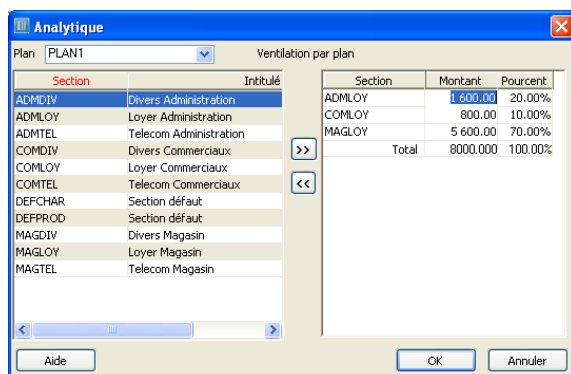 Analytique
Plan PLAN1 Ventilation par plan
Section Intitulé
ADMDIV Divers Administration
ADMLOY Loyer Administration
ADMTEL Telecom Administration
COMDIV Divers Commerciaux
COMLOY Loyer Commerciaux
COMTEL Telecom Commerciaux
DEFCHAR Section défaut
DEFPROD Section défaut
MAGDIV Divers Magasin
MAGLOY Loyer Magasin
MAGTEL Telecom Magasin
>>
<<
Section Montant Pourcent
ADMLOY 1 600.00 20.00%
COMLOY 800.00 10.00%
MAGLOY 5 600.00 70.00%
Total 8000.000 100.00%
Aide OK Annuler